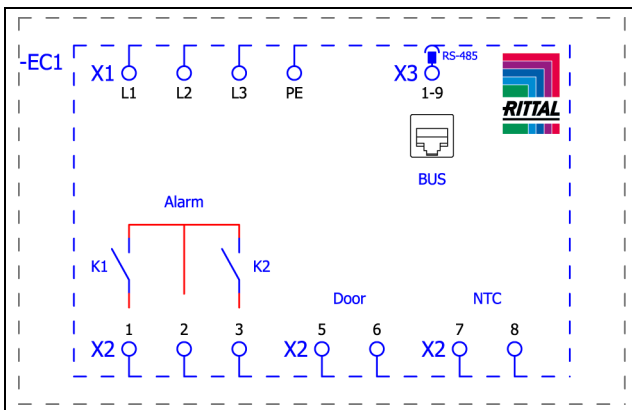 -EC1
X1 L1 L2 L3 PE
X3 RS-485
1-9
RITTAL
BUS
Alarm
K1 K2
Door NTC
1 2 3 5 6 7 8
X2 X2 X2